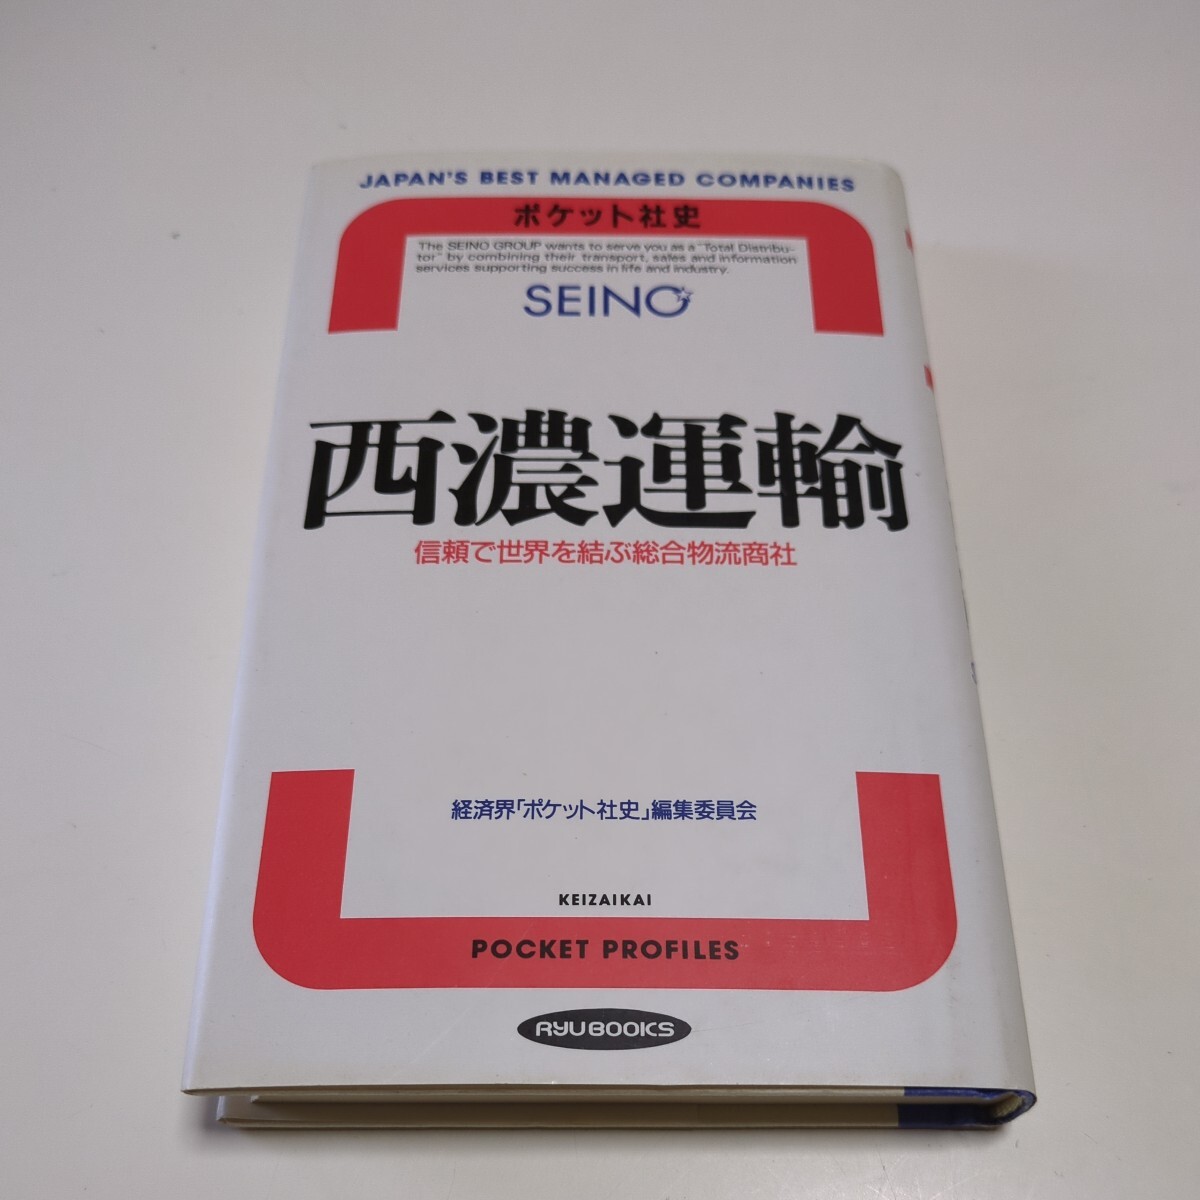 JAPAN'S BEST MANAGED COMPANIES
ポケット社史
The SEINO GROUP wants to serve you as a "Total Distribu-
tor" by combining their transport, sales and information
services supporting success in life and industry.
SEINO
西濃運輸
信頼で世界を結ぶ総合物流商社
経済界「ポケット社史」編集委員会
KEIZAIKAI
POCKET PROFILES
RYU BOOKS